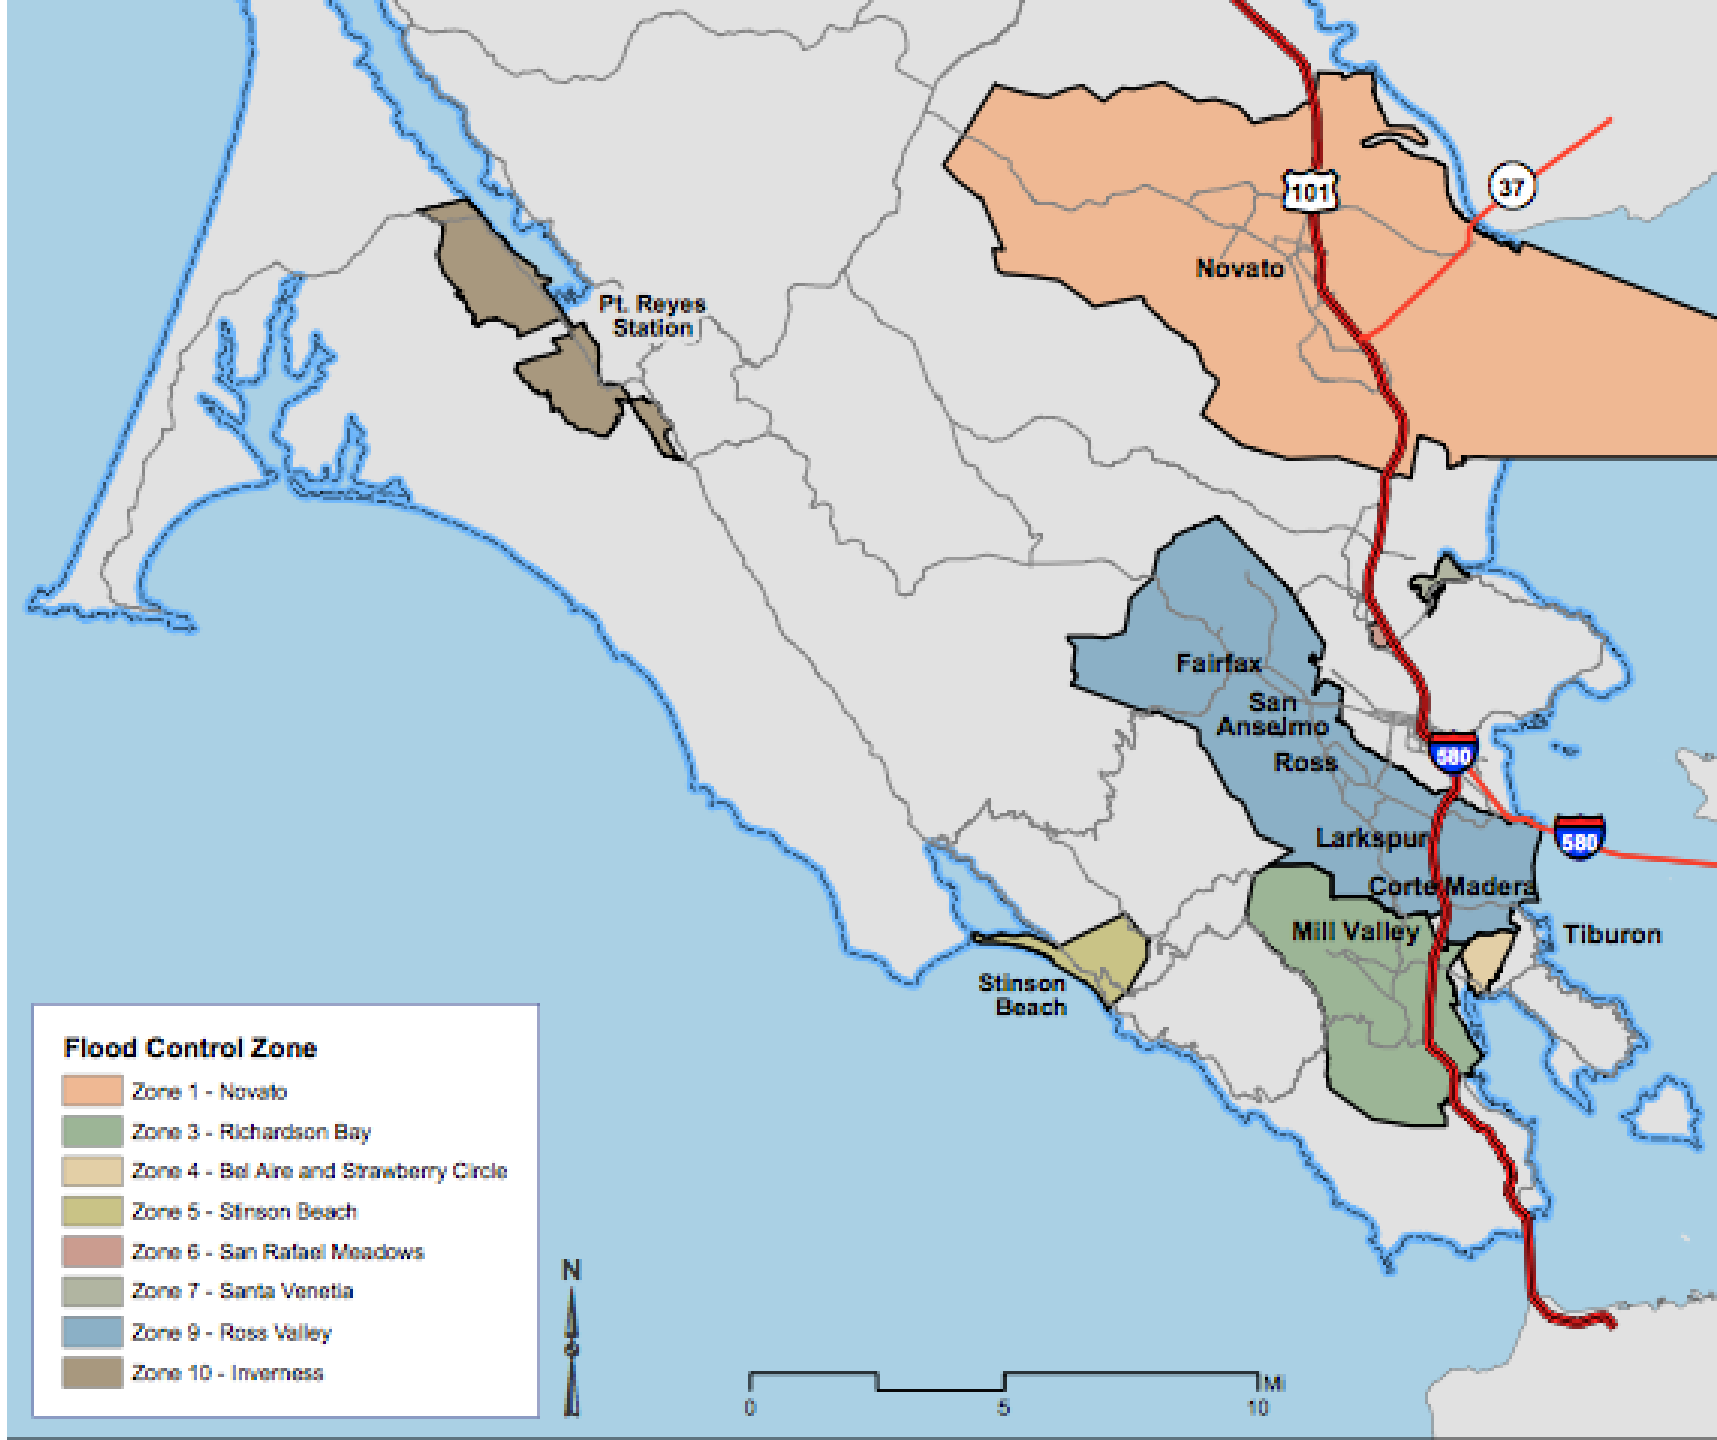 101
37
Novato
Pt. Reyes
Station
Fairfax
San
Anselmo
Ross
580
Larkspur
580
Corte Madera
Mill Valley
Tiburon
Stinson
Beach
Flood Control Zone
Zone 1 - Novato
Zone 3 - Richardson Bay
Zone 4 - Bel Aire and Strawberry Circle
Zone 5 - Stinson Beach
Zone 6 - San Rafael Meadows
Zone 7 - Santa Venetia
Zone 9 - Ross Valley
Zone 10 - Inverness
N
Mi
0 5 10